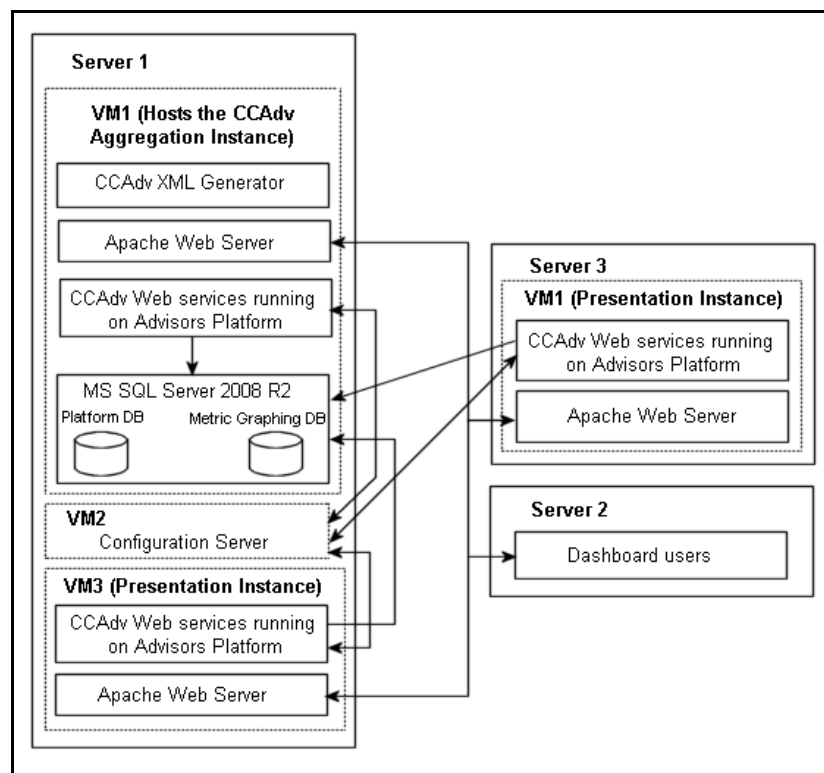 Server 1
VM1 (Hosts the CCAdv
Aggregation Instance)
CCAdv XML Generator
Apache Web Server
CCAdv Web services running
on Advisors Platform
MS SQL Server 2008 R2
Platform DB
Metric Graphing DB
VM2
Configuration Server
VM3 (Presentation Instance)
CCAdv Web services running
on Advisors Platform
Apache Web Server
Server 3
VM1 (Presentation Instance)
CCAdv Web services running
on Advisors Platform
Apache Web Server
Server 2
Dashboard users